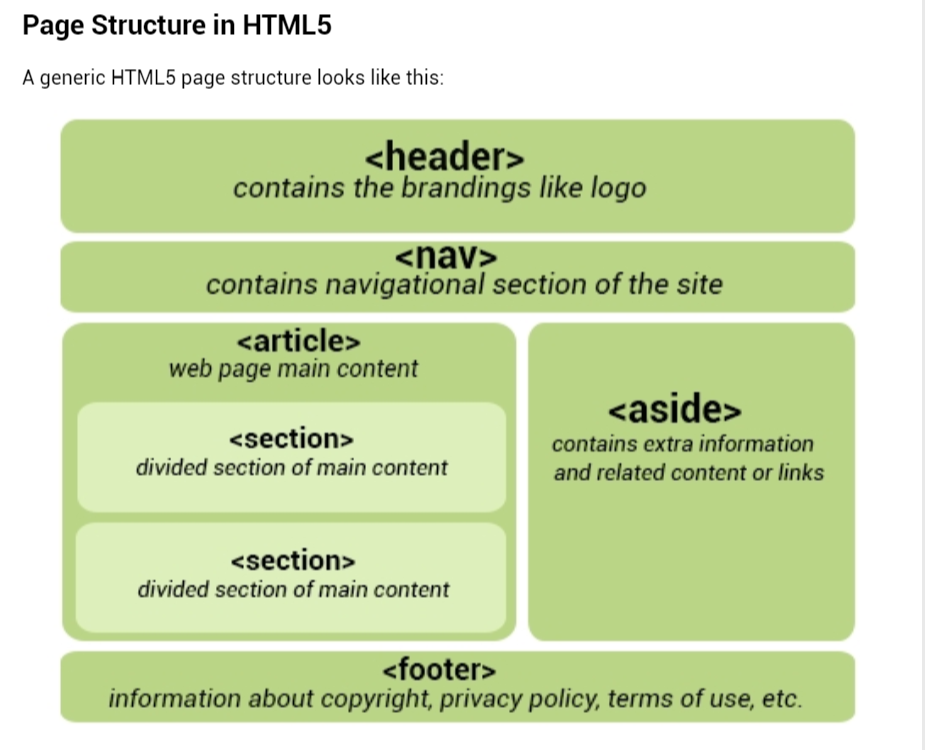 Page Structure in HTML5
A generic HTML5 page structure looks like this:
<header>
contains the brandings like logo
<nav>
contains navigational section of the site
<article>
web page main content
<section>
divided section of main content
<section>
divided section of main content
<aside>
contains extra information
and related content or links
<footer>
information about copyright, privacy policy, terms of use, etc.